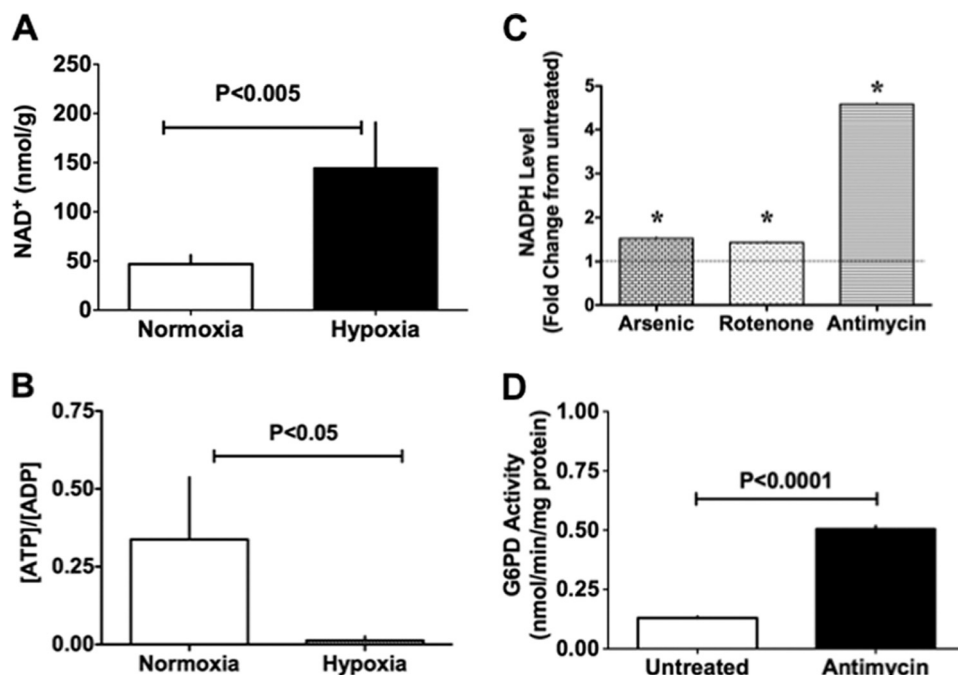 A
NAD⁺ (nmol/g)
250
200
150
100
50
0
P<0.005
Normoxia Hypoxia
B
[ATP]/[ADP]
0.75
0.50
0.25
0.00
P<0.05
Normoxia Hypoxia
C
NADPH Level
(Fold Change from untreated)
5
4
3
2
1
0
* * *
Arsenic Rotenone Antimycin
D
G6PD Activity
(nmol/min/mg protein)
1.00
0.75
0.50
0.25
0.00
P<0.0001
Untreated Antimycin